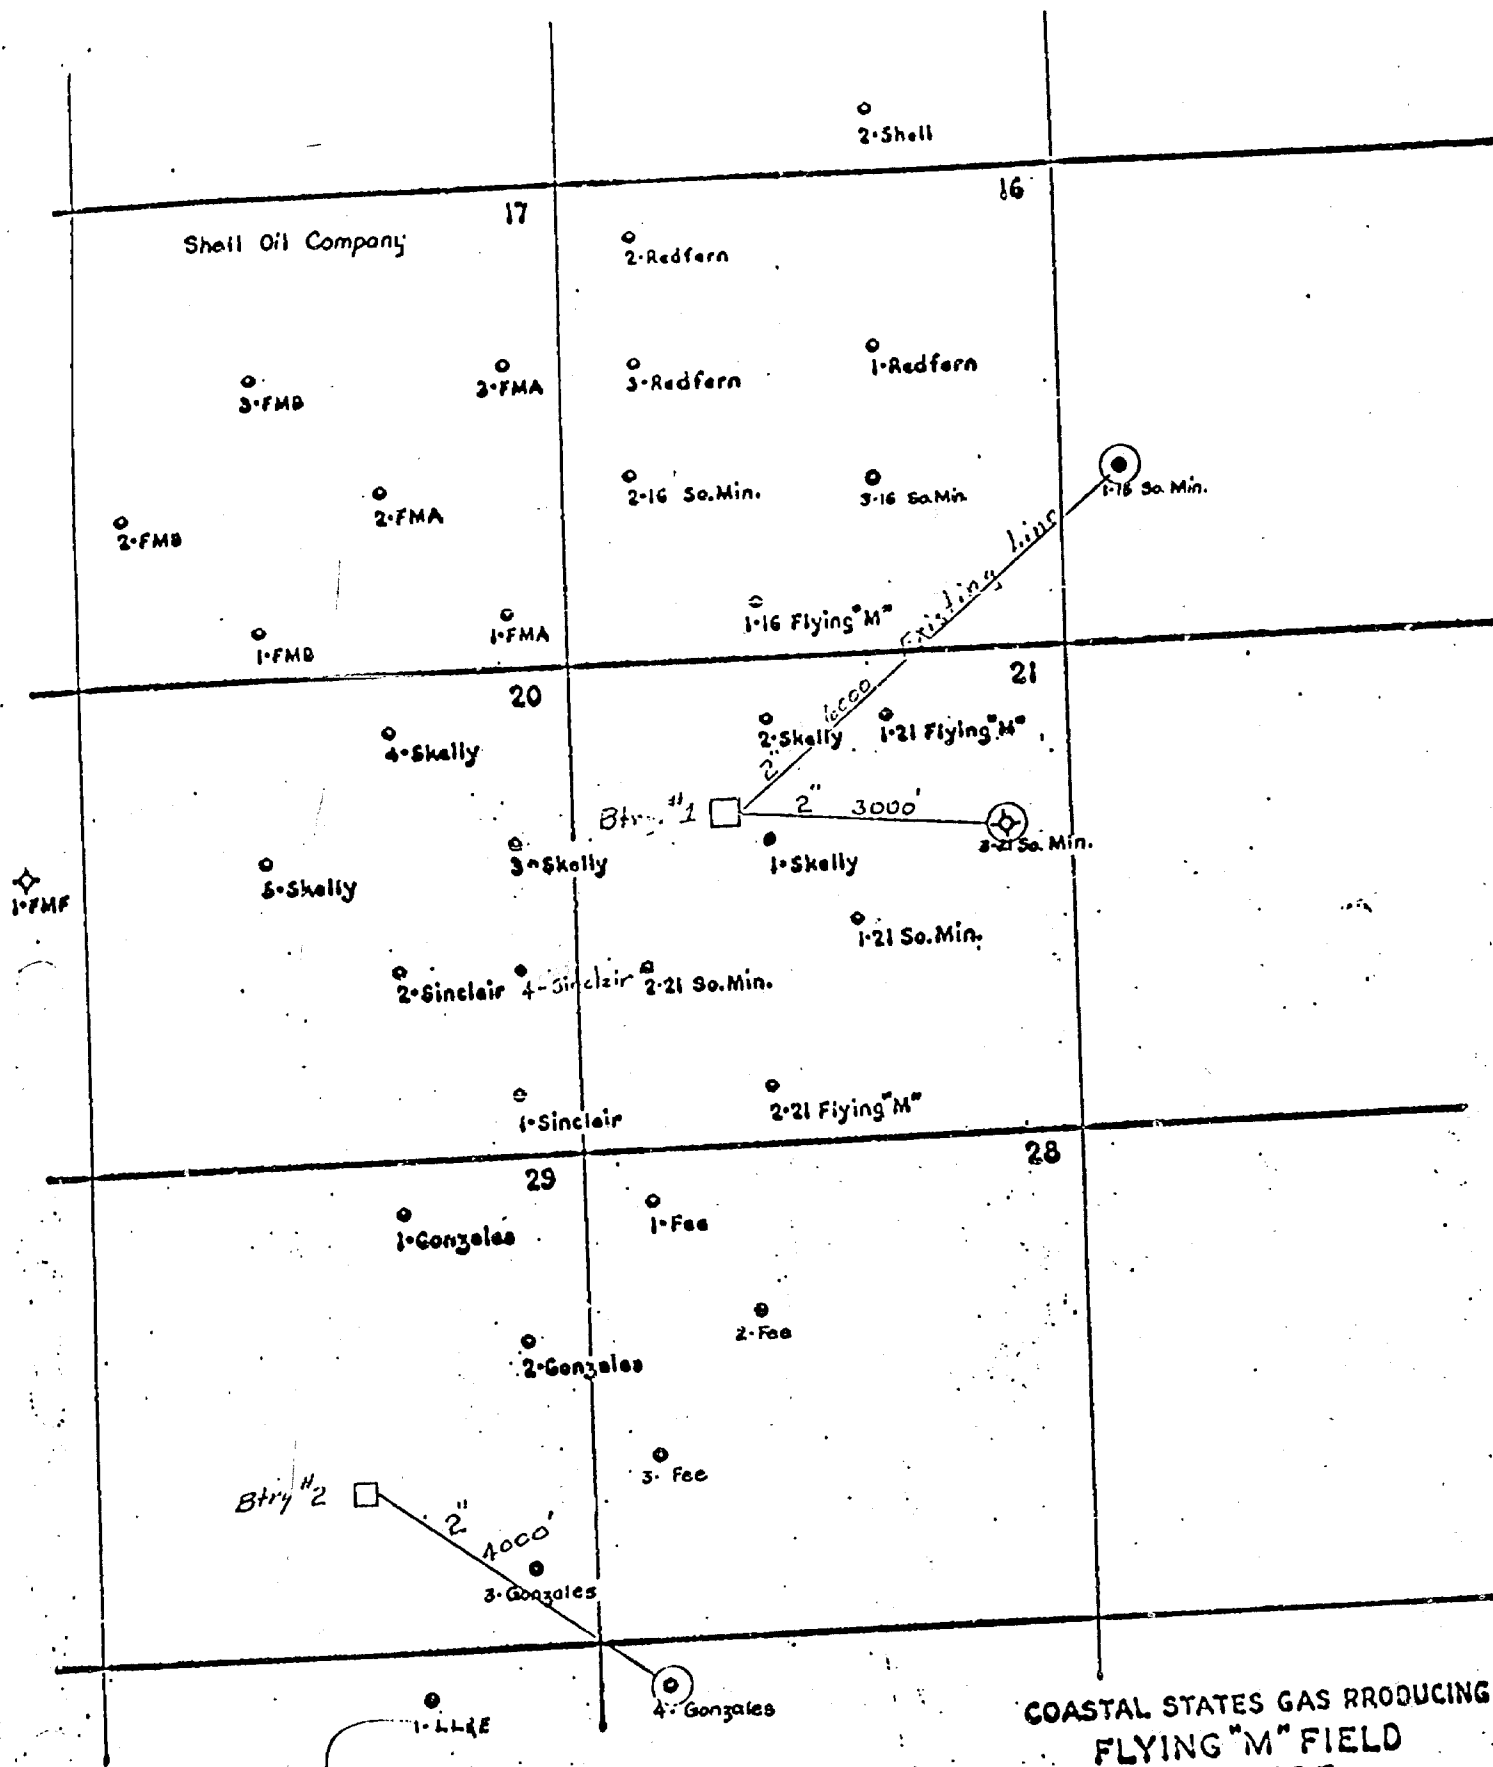 2·Shell
16
17
Shell Oil Company
2·Redfern
1·Redfern
3·FMA
3·Redfern
3·FMB
1·16 So. Min.
2·16 So.Min.
3·16 So.Min.
2·FMA
2·FMB
Existing Line
1·16 Flying "M"
1·FMA
1·FMB
21
20
2·Skelly
1·21 Flying "M"
4·Skelly
2"
2" 3000'
Btry. #1
3·21 So. Min.
3·Skelly
1·Skelly
5·Skelly
1·FMF
1·21 So.Min.
2·Sinclair
4-Sinclair
2·21 So.Min.
2·21 Flying "M"
1·Sinclair
28
29
1·Fee
1·Gonzales
2·Fee
2·Gonzales
3· Fee
Btry #2
2"
4000'
3·Gonzales
4· Gonzales
1·LL&E
COASTAL STATES GAS RRODUCING
FLYING "M" FIELD